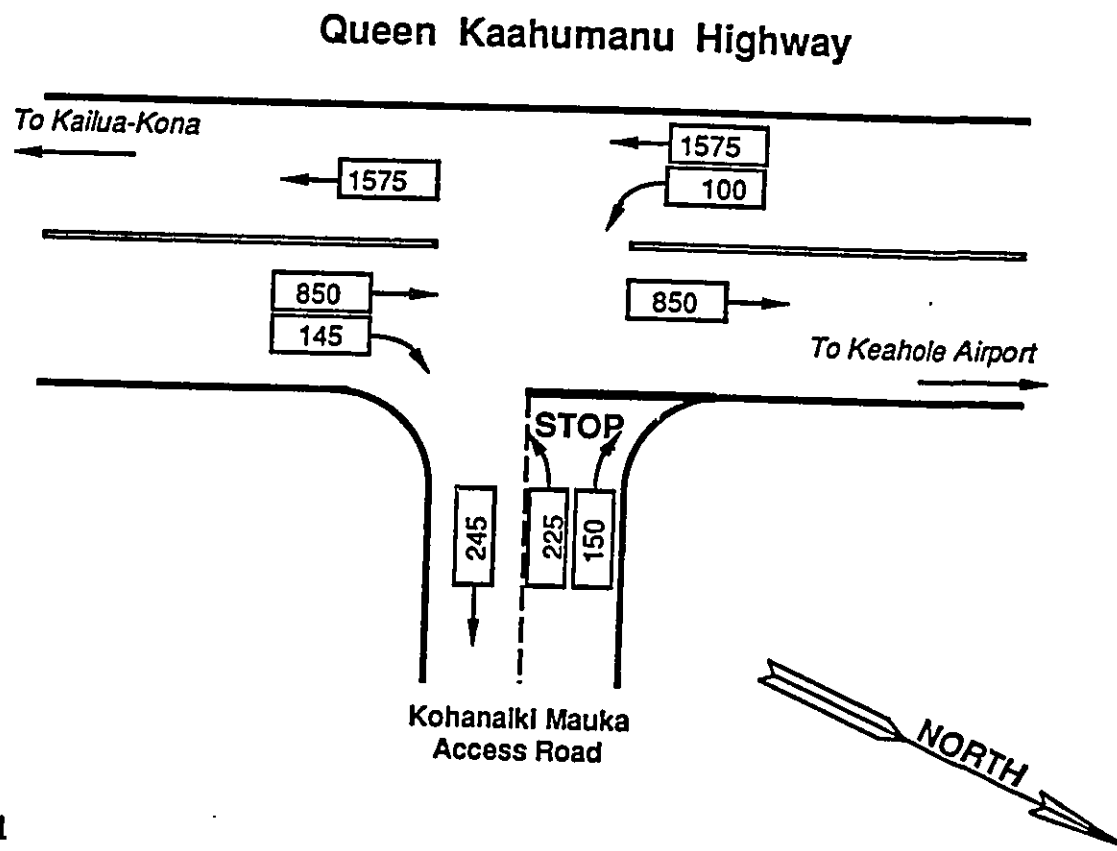 Queen Kaahumanu Highway
To Kailua-Kona
1575
1575
100
850
145
850
To Keahole Airport
STOP
245
225
150
Kohanaiki Mauka
Access Road
NORTH